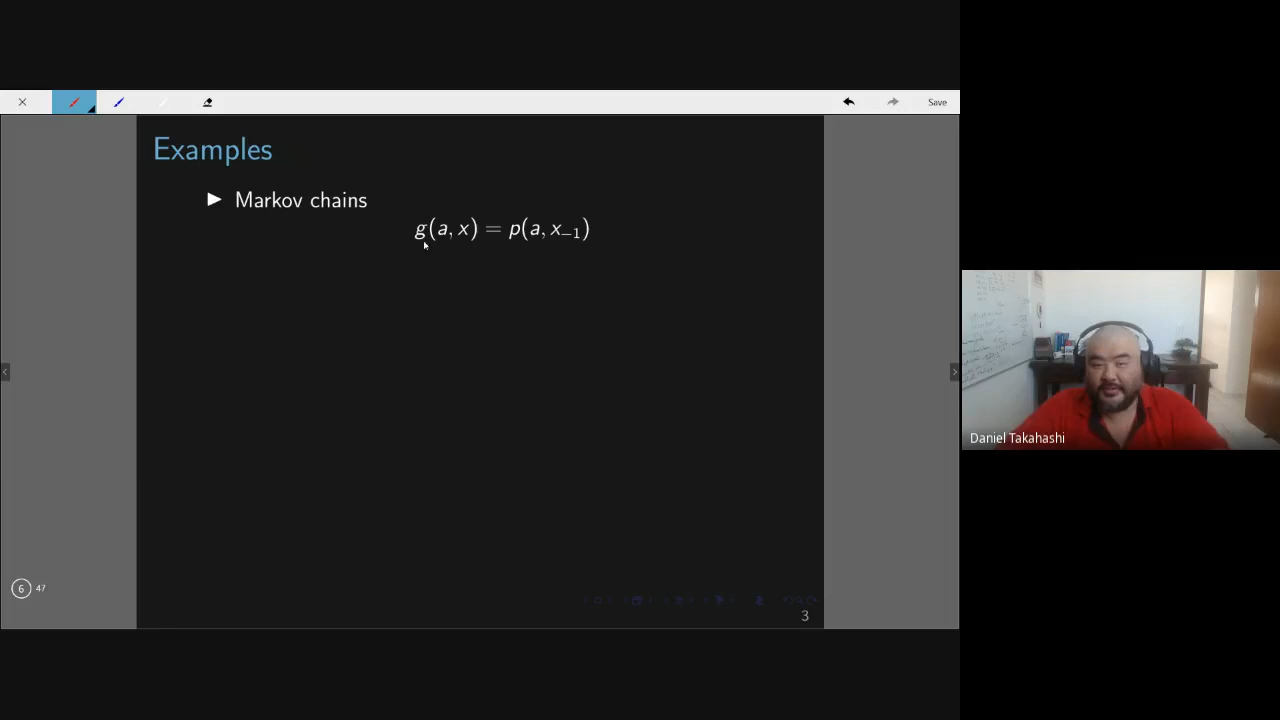 Save
Examples
▶ Markov chains
g(a, x) = p(a, x₋₁)
Daniel Takahashi
6 47
3